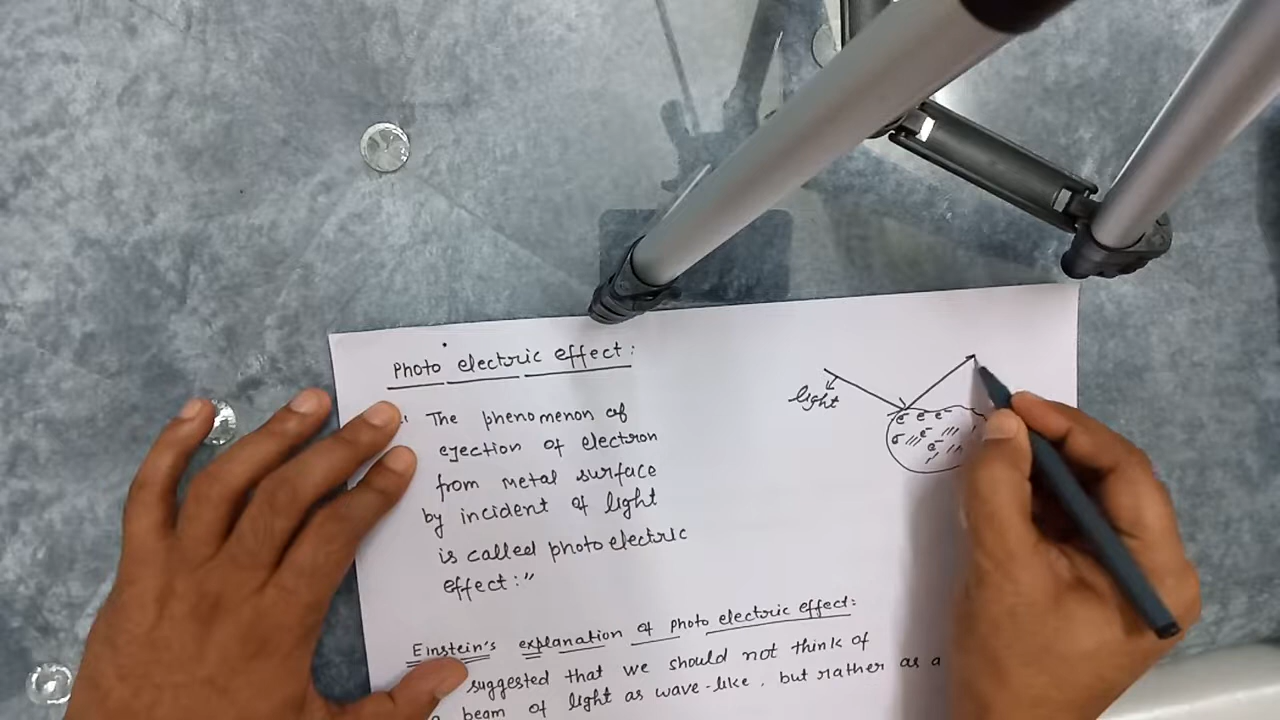 Photo electric effect:
The phenomenon of
ejection of electron
from metal surface
by incident of light
is called photoelectric
effect:"
light
e⁻ e⁻ e⁻
e⁻ e⁻
e⁻
Einstein's explanation of photo electric effect:
suggested that we should not think of
a beam of light as wave-like, but rather as a